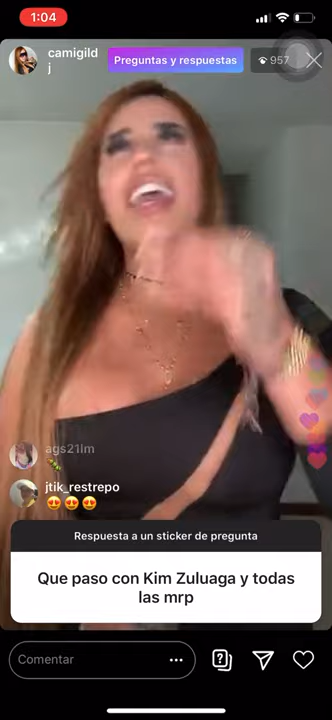 1:04
camigild
j
Preguntas y respuestas
957
ags21lm
jtik_restrepo
Respuesta a un sticker de pregunta
Que paso con Kim Zuluaga y todas
las mrp
Comentar